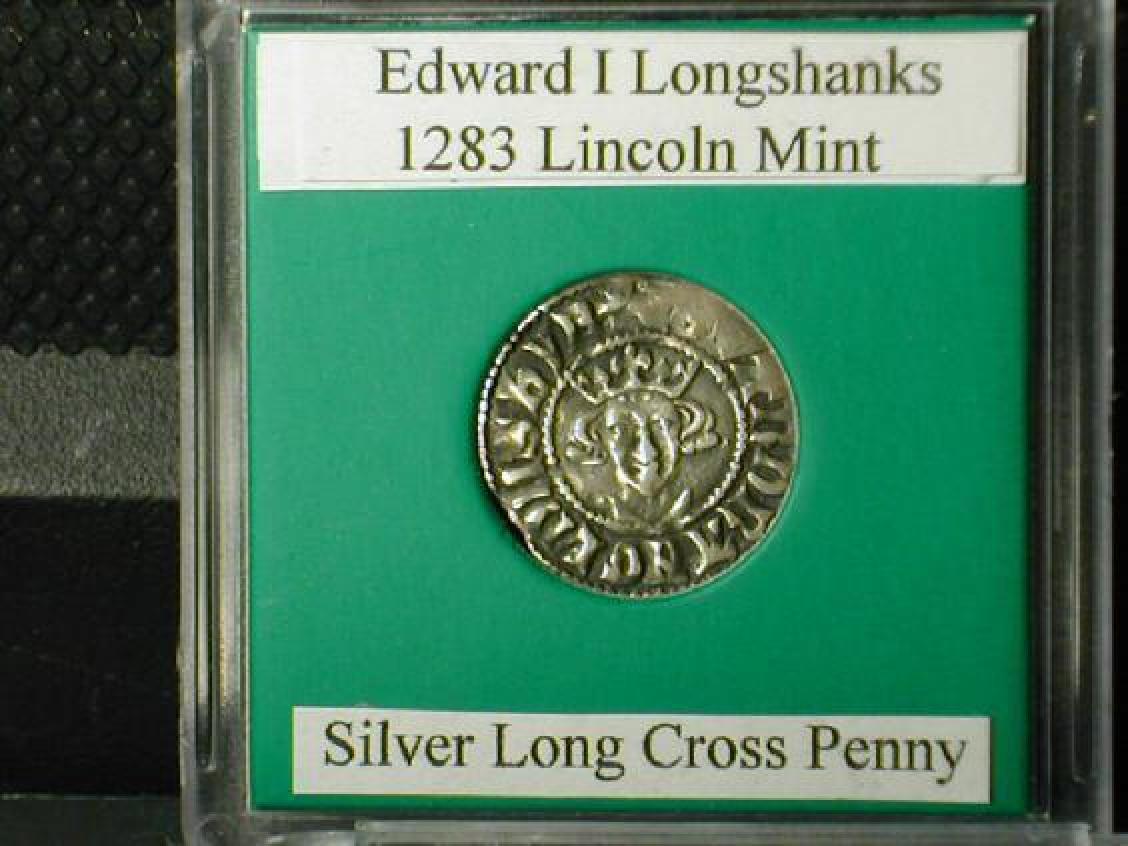 Edward I Longshanks
1283 Lincoln Mint
Silver Long Cross Penny